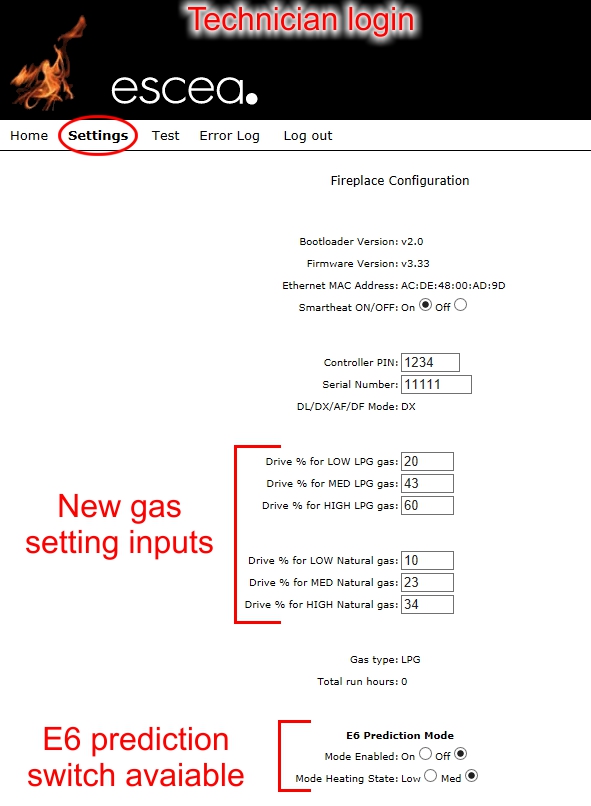 Technician login
escea.
Home Settings Test Error Log Log out
Fireplace Configuration
Bootloader Version: v2.0
Firmware Version: v3.33
Ethernet MAC Address: AC:DE:48:00:AD:9D
Smartheat ON/OFF: On Off
Controller PIN: 1234
Serial Number: 11111
DL/DX/AF/DF Mode: DX
New gas
setting inputs
Drive % for LOW LPG gas: 20
Drive % for MED LPG gas: 43
Drive % for HIGH LPG gas: 60
Drive % for LOW Natural gas: 10
Drive % for MED Natural gas: 23
Drive % for HIGH Natural gas: 34
Gas type: LPG
Total run hours: 0
E6 prediction
switch avaiable
E6 Prediction Mode
Mode Enabled: On Off
Mode Heating State: Low Med